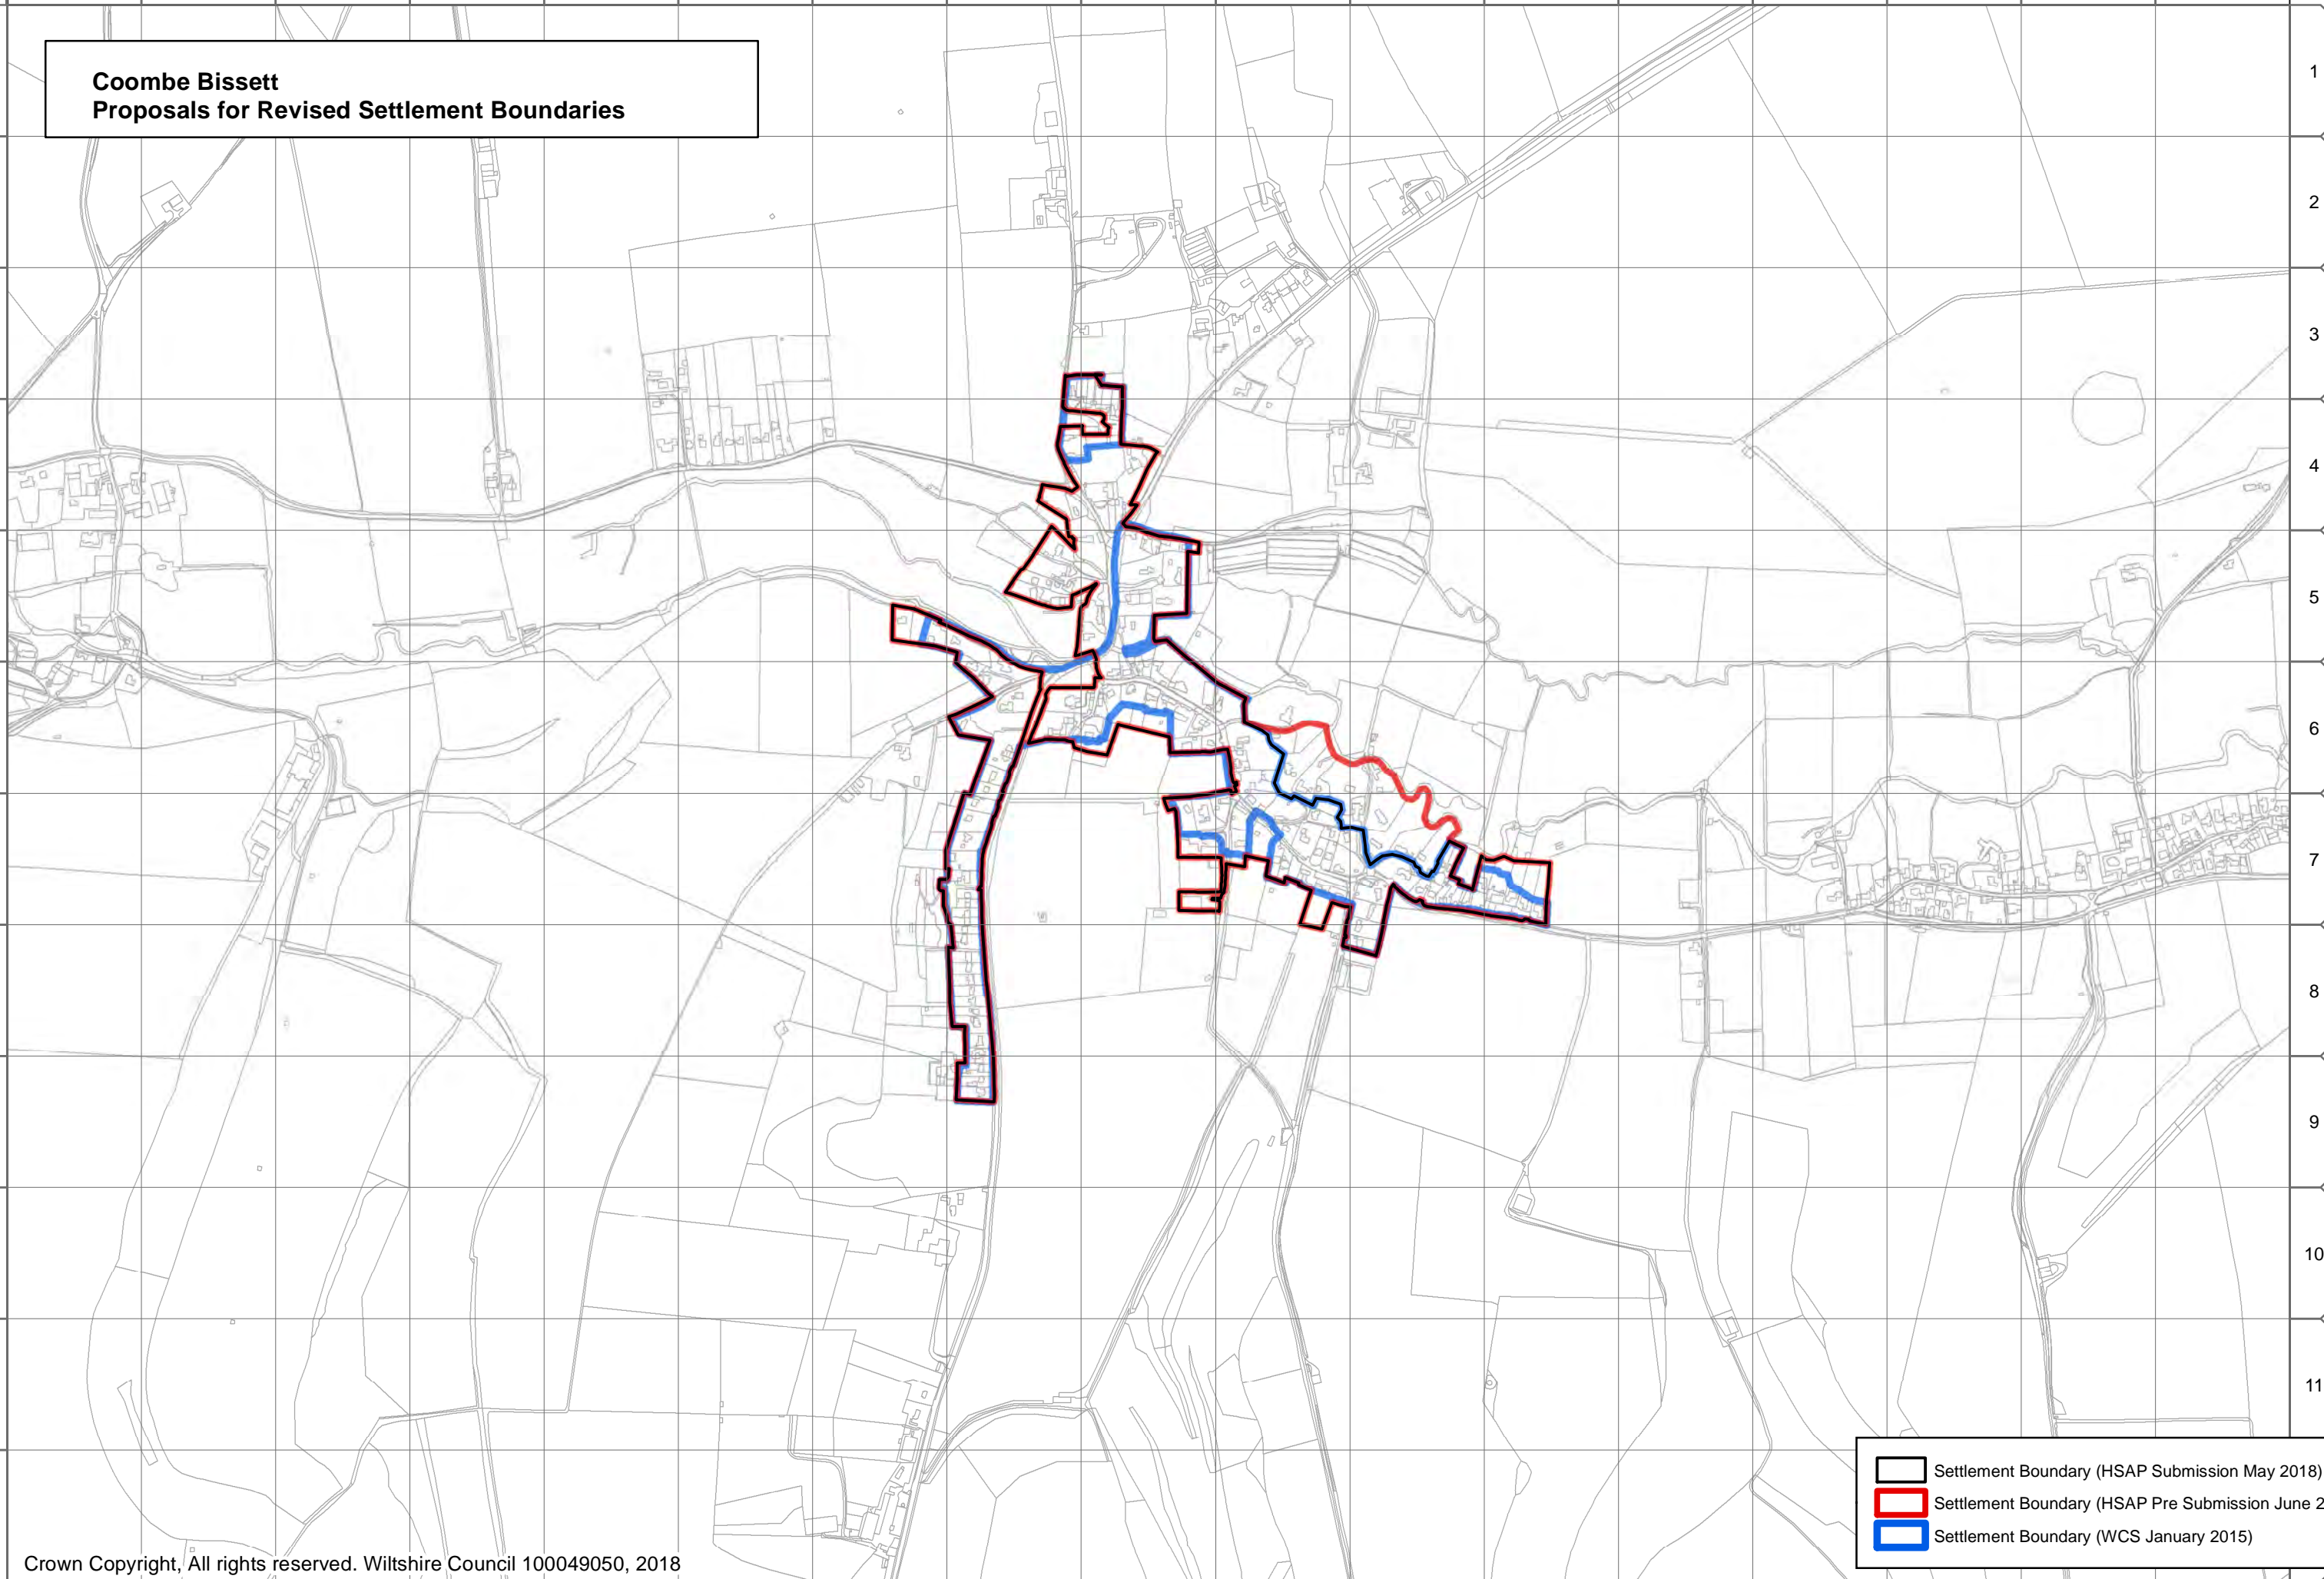 Coombe Bissett
Proposals for Revised Settlement Boundaries
1
2
3
4
5
6
7
8
9
10
11
Settlement Boundary (HSAP Submission May 2018)
Settlement Boundary (HSAP Pre Submission June 2
Settlement Boundary (WCS January 2015)
Crown Copyright, All rights reserved. Wiltshire Council 100049050, 2018